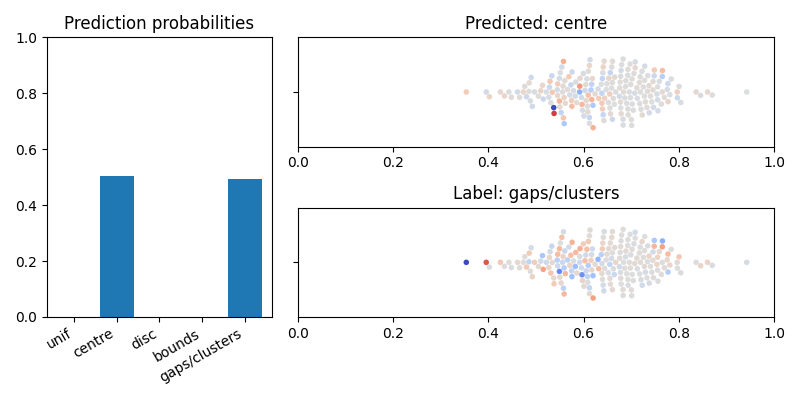 Prediction probabilities
1.0
0.8
0.6
0.4
0.2
0.0
unif
centre
disc
bounds
gaps/clusters
Predicted: centre
0.0 0.2 0.4 0.6 0.8 1.0
Label: gaps/clusters
0.0 0.2 0.4 0.6 0.8 1.0